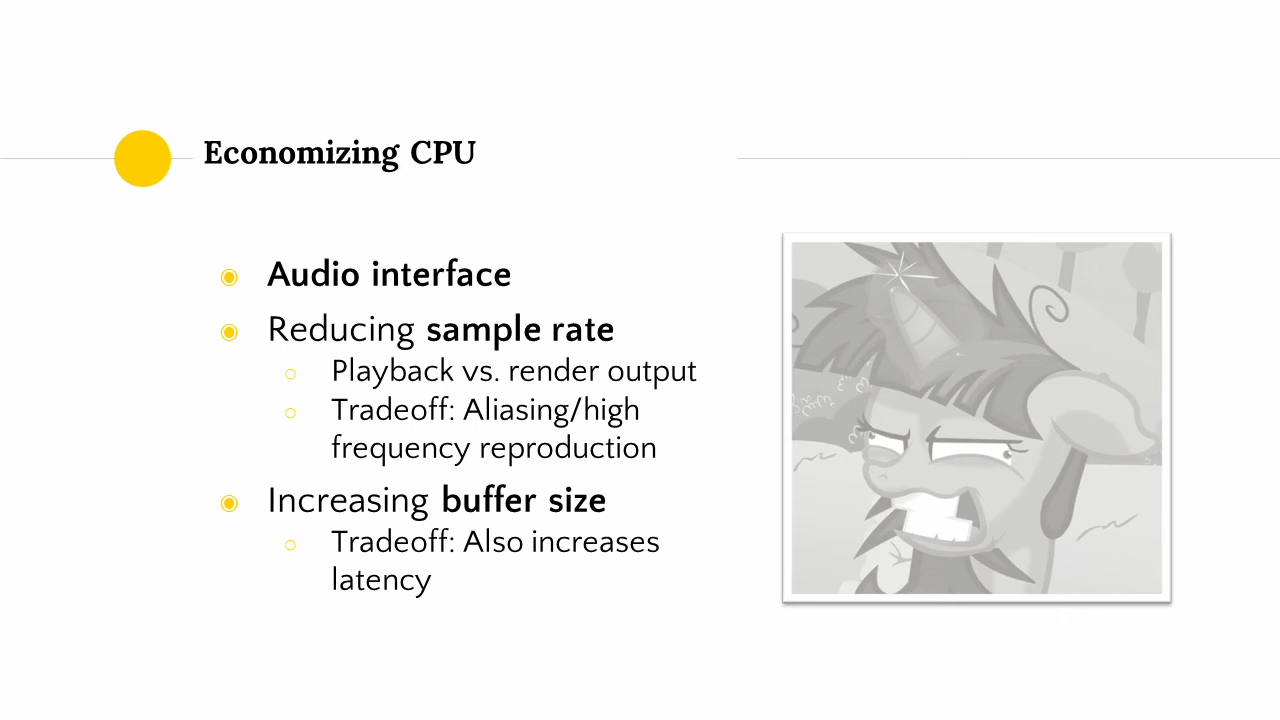 Economizing CPU
Audio interface
Reducing sample rate
Playback vs. render output
Tradeoff: Aliasing/high
frequency reproduction
Increasing buffer size
Tradeoff: Also increases
latency